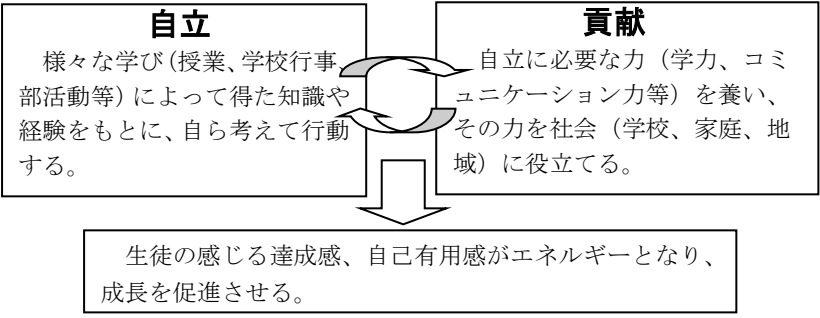 自立
様々な学び（授業、学校行事、
部活動等）によって得た知識や
経験をもとに、自ら考えて行動
する。
貢献
自立に必要な力（学力、コミ
ュニケーション力等）を養い、
その力を社会（学校、家庭、地
域）に役立てる。
生徒の感じる達成感、自己有用感がエネルギーとなり、
成長を促進させる。